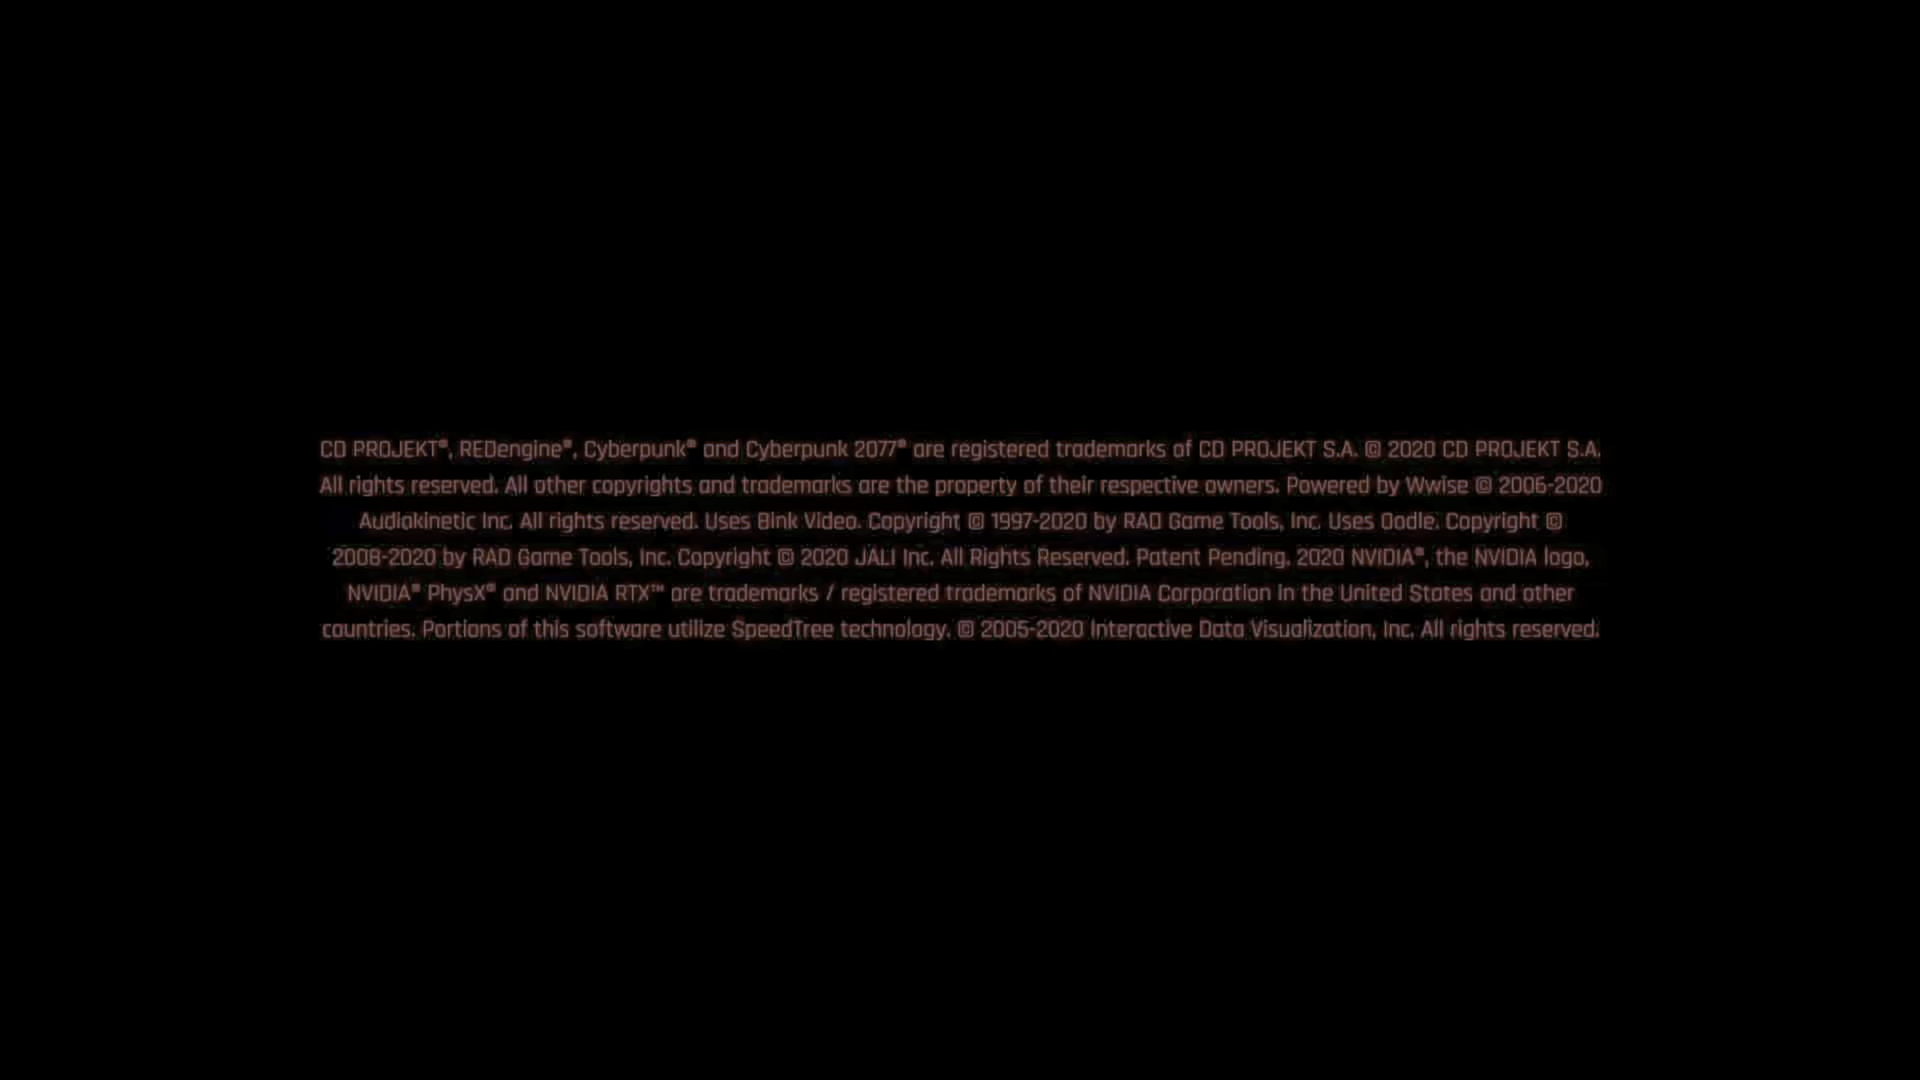 CD PROJEKT®, REDengine®, Cyberpunk® and Cyberpunk 2077® are registered trademarks of CD PROJEKT S.A. © 2020 CD PROJEKT S.A.
All rights reserved. All other copyrights and trademarks are the property of their respective owners. Powered by Wwise © 2006-2020
Audiokinetic Inc. All rights reserved. Uses Bink Video. Copyright © 1997-2020 by RAD Game Tools, Inc. Uses Oodle. Copyright ©
2008-2020 by RAD Game Tools, Inc. Copyright © 2020 JALI Inc. All Rights Reserved. Patent Pending. 2020 NVIDIA®, the NVIDIA logo,
NVIDIA® PhysX® and NVIDIA RTX™ are trademarks / registered trademarks of NVIDIA Corporation in the United States and other
countries. Portions of this software utilize SpeedTree technology. © 2005-2020 Interactive Data Visualization, Inc. All rights reserved.